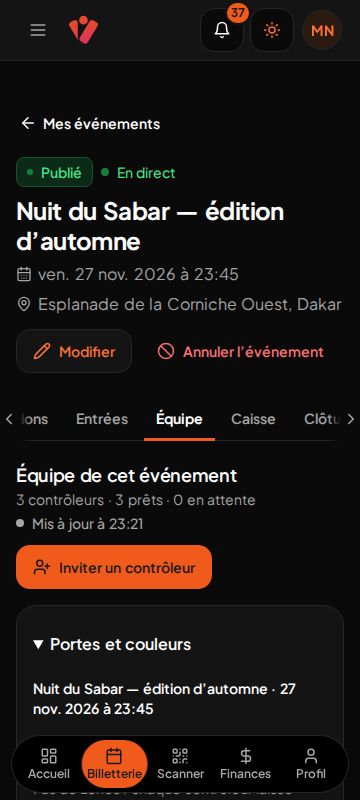 37
MN
Mes événements
Publié
En direct
Nuit du Sabar — édition
d’automne
ven. 27 nov. 2026 à 23:45
Esplanade de la Corniche Ouest, Dakar
Modifier
Annuler l’événement
ions
Entrées
Équipe
Caisse
Clôtu
Équipe de cet événement
3 contrôleurs · 3 prêts · 0 en attente
Mis à jour à 23:21
Inviter un contrôleur
▼ Portes et couleurs
Nuit du Sabar — édition d’automne · 27
nov. 2026 à 23:45
Accueil
Billetterie
Scanner
Finances
Profil